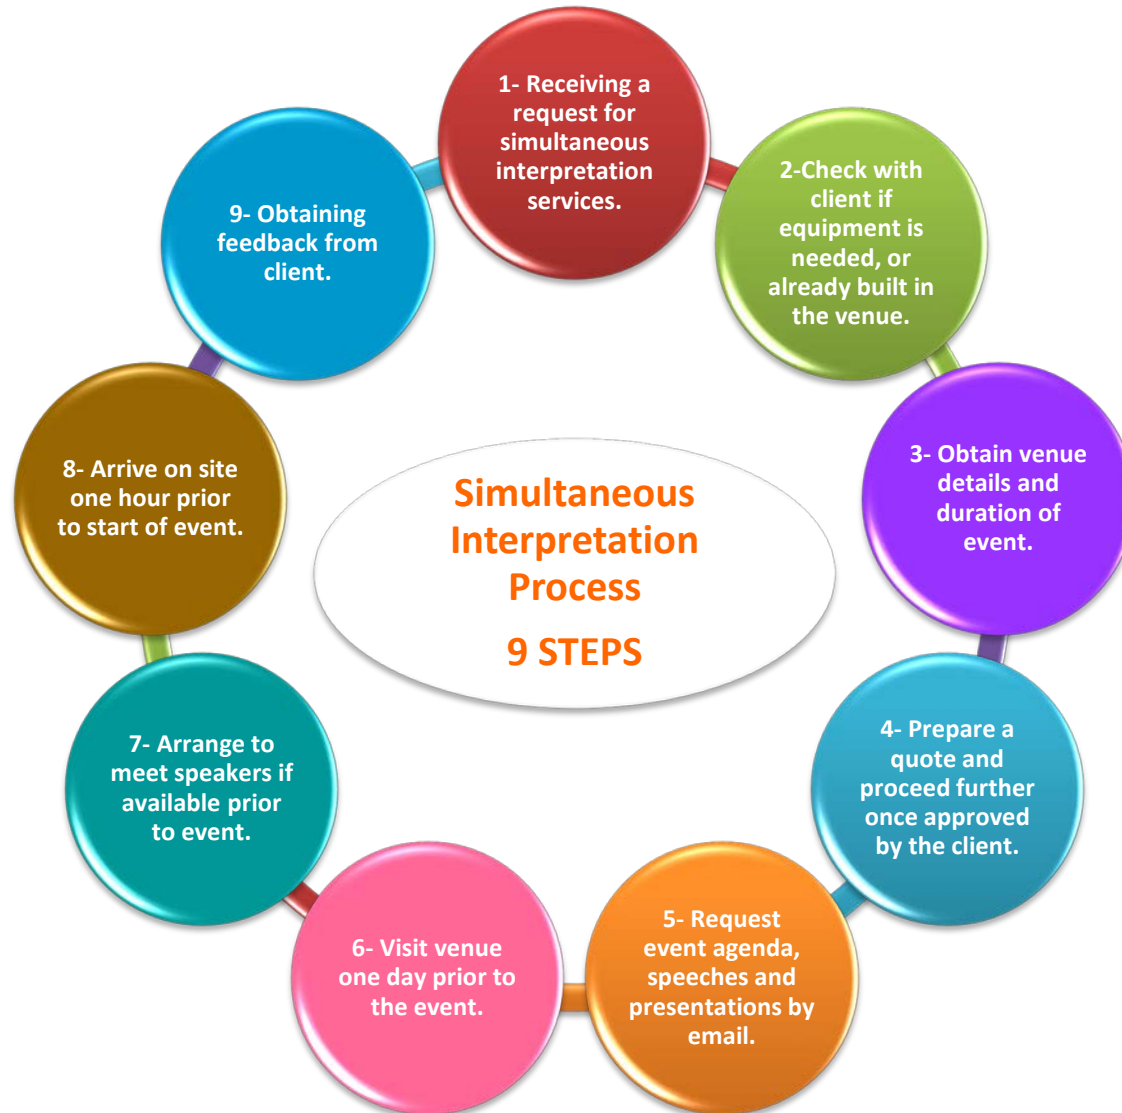 1- Receiving a
request for
simultaneous
interpretation
services.
2-Check with
client if
equipment is
needed, or
already built in
the venue.
3- Obtain venue
details and
duration of
event.
4- Prepare a
quote and
proceed further
once approved
by the client.
5- Request
event agenda,
speeches and
presentations by
email.
6- Visit venue
one day prior to
the event.
7- Arrange to
meet speakers if
available prior
to event.
8- Arrive on site
one hour prior
to start of event.
9- Obtaining
feedback from
client.
Simultaneous
Interpretation
Process
9 STEPS